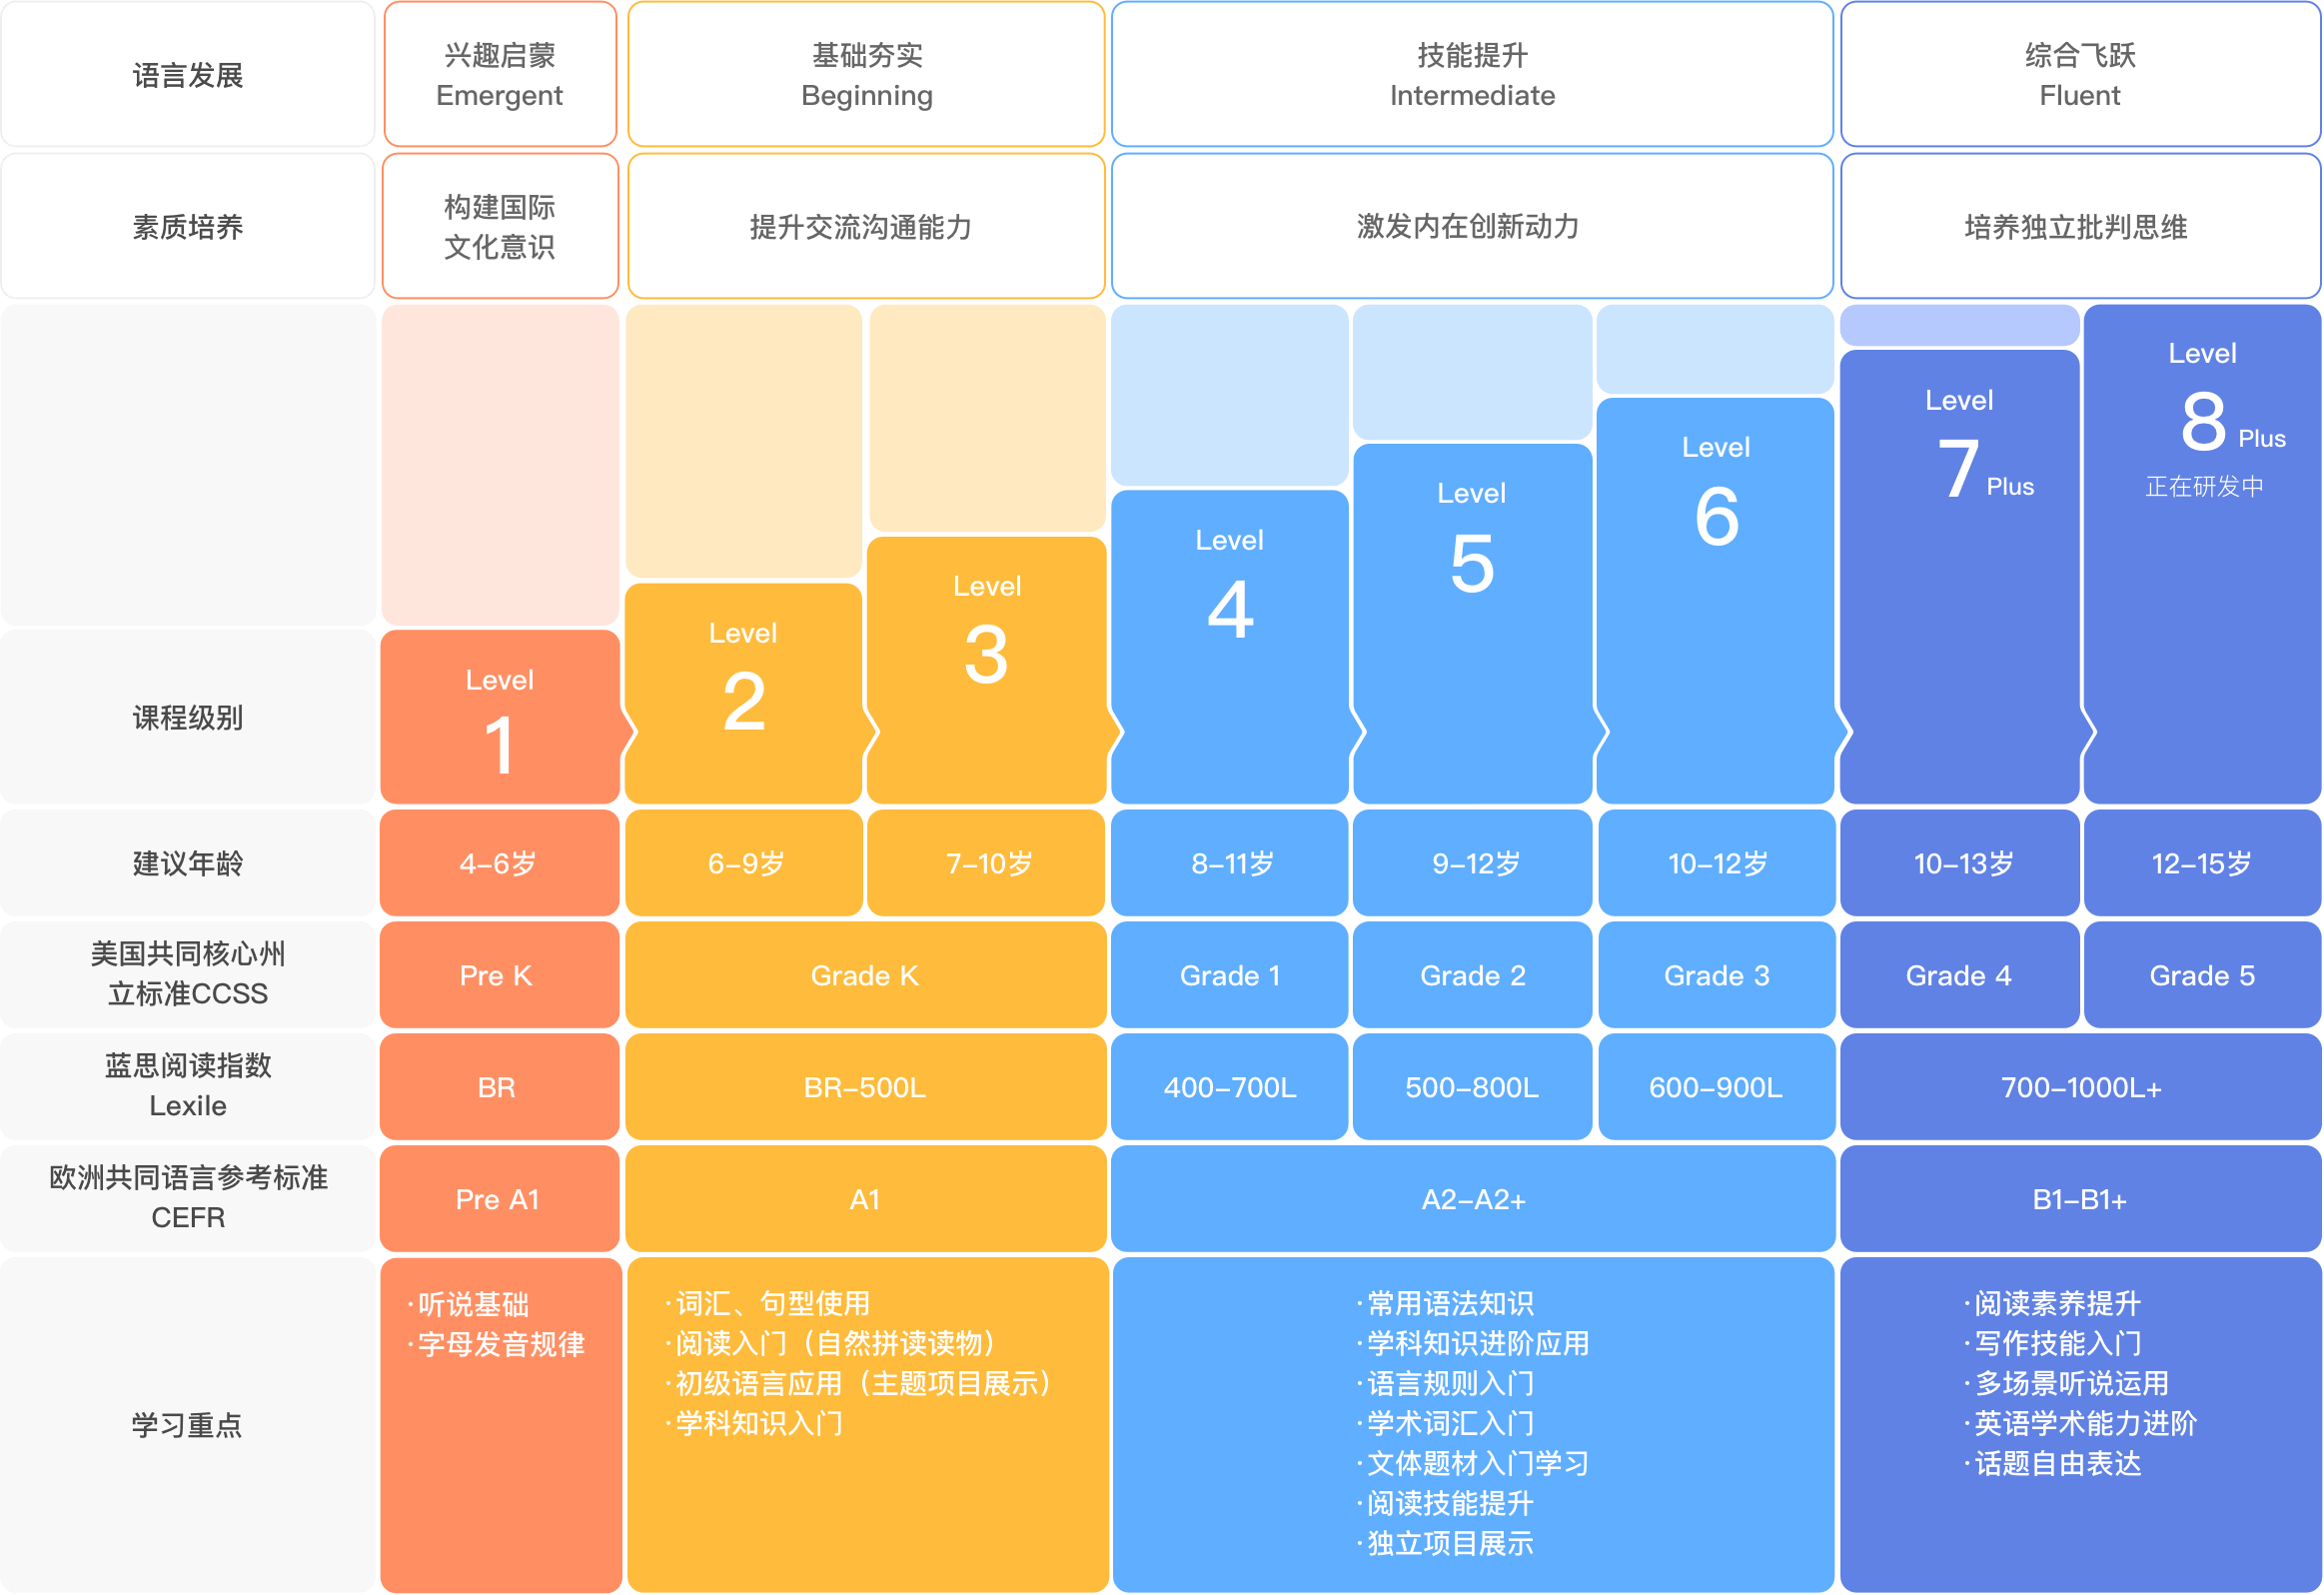 语言发展
兴趣启蒙
Emergent
基础夯实
Beginning
技能提升
Intermediate
综合飞跃
Fluent
素质培养
构建国际
文化意识
提升交流沟通能力
激发内在创新动力
培养独立批判思维
课程级别
Level
1
Level
2
Level
3
Level
4
Level
5
Level
6
Level
7 Plus
Level
8 Plus
正在研发中
建议年龄
4–6岁
6–9岁
7–10岁
8–11岁
9–12岁
10–12岁
10–13岁
12–15岁
美国共同核心州
立标准CCSS
Pre K
Grade K
Grade 1
Grade 2
Grade 3
Grade 4
Grade 5
蓝思阅读指数
Lexile
BR
BR–500L
400–700L
500–800L
600–900L
700–1000L+
欧洲共同语言参考标准
CEFR
Pre A1
A1
A2–A2+
B1–B1+
学习重点
·听说基础
·字母发音规律
·词汇、句型使用
·阅读入门（自然拼读读物）
·初级语言应用（主题项目展示）
·学科知识入门
·常用语法知识
·学科知识进阶应用
·语言规则入门
·学术词汇入门
·文体题材入门学习
·阅读技能提升
·独立项目展示
·阅读素养提升
·写作技能入门
·多场景听说运用
·英语学术能力进阶
·话题自由表达